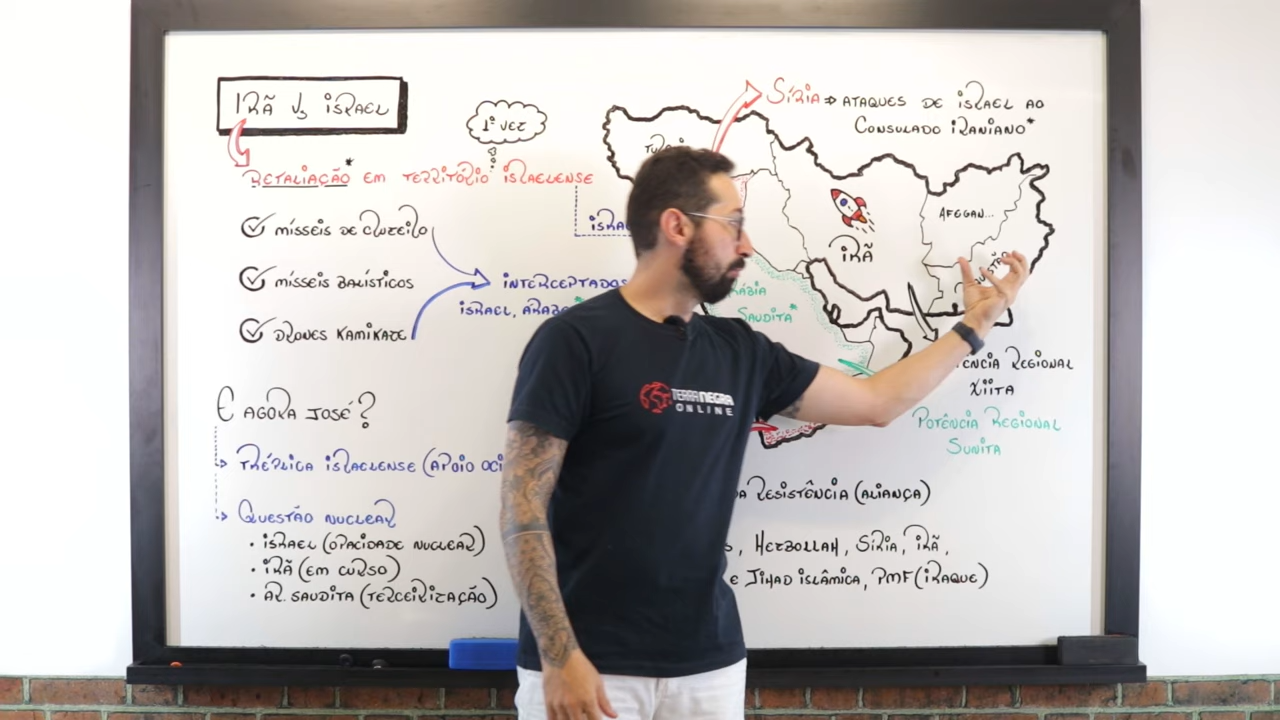 IRÃ VS ISRAEL
1ª VEZ
RETALIAÇÃO* EM TERRITÓRIO ISRAELENSE
MÍSSEIS DE CRUZEIRO
MÍSSEIS BALÍSTICOS
DRONES KAMIKAZE
INTERCEPTADOS
ISRAEL,
E AGORA JOSÉ?
TRÉPLICA ISRAELENSE (APOIO
QUESTÃO NUCLEAR
• ISRAEL (OPACIDADE NUCLEAR)
• IRÃ (EM CURSO)
• AR. SAUDITA (TERCEIRIZAÇÃO)
SÍRIA ⇒ ATAQUES DE ISRAEL AO
CONSULADO IRANIANO*
AFEGAN...
IRÃ
SAUDITA*
REGIONAL
XIITA
POTÊNCIA REGIONAL
SUNITA
RESISTÊNCIA (ALIANÇA)
, HEZBOLLAH, SÍRIA, IRÃ,
E JIHAD ISLÂMICA, PMF (IRAQUE)
TERRA NEGRA
ONLINE